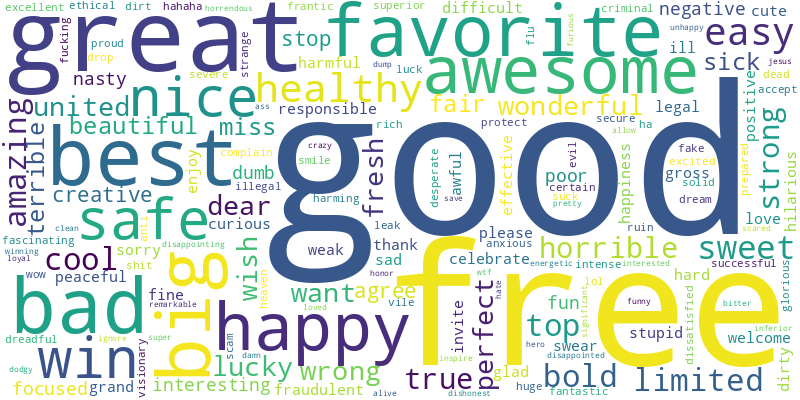 excellent ethical dirt hahaha horrendous frantic superior difficult criminal negative cute
great favorite easy
fucking proud drop strange stop flu furious unhappy jesus
nasty severe harmful dump luck awesome ill sick dead accept
amazing united nice healthy fair wonderful legal positive
ass responsible rich protect secure ha allow
terrible beautiful miss best good strong hilarious
enjoy complain crazy smile fresh desperate awful effective happiness evil fake excited gross prepared
creative dumb illegal harming save suck poor certain pretty solid dream love
safe dear curious leak please ruin scared
clean anti weak thank anxious horrible sweet
fascinating winning loyal sorry disappointing wish sad celebrate energetic intense interested successful
cool shit big heaven honor free hard glorious
wow peaceful remarkable want agree wtf lol
bad fine loved vile hate perfect fun significant funny bitter
dreadful visionary super scam happy invite hero top stupid dissatisfied welcome inferior
win ignore damn inspire swear disappointed dirty
dodgy lucky wrong true glad bold limited
focused grand interesting fraudulent alive dishonest huge fantastic